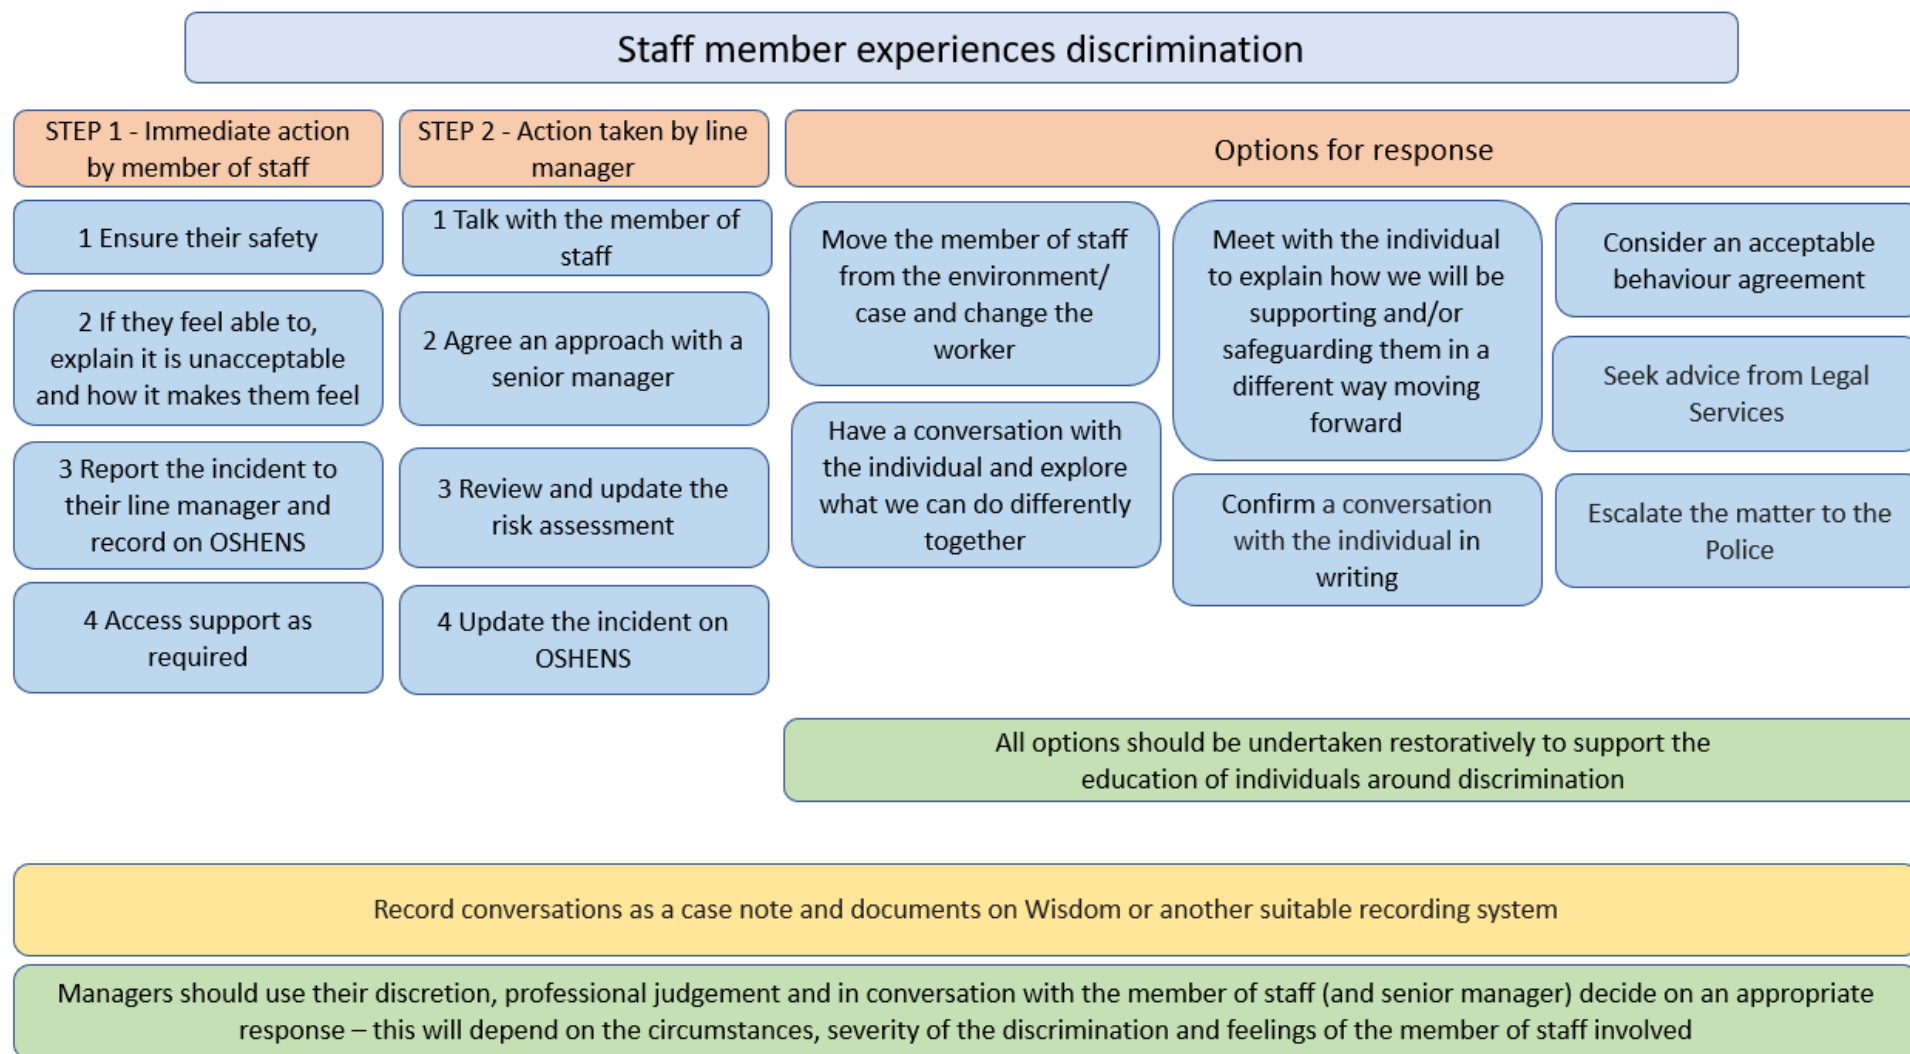 Staff member experiences discrimination
STEP 1 - Immediate action
by member of staff
1 Ensure their safety
2 If they feel able to,
explain it is unacceptable
and how it makes them feel
3 Report the incident to
their line manager and
record on OSHENS
4 Access support as
required
STEP 2 - Action taken by line
manager
1 Talk with the member of
staff
2 Agree an approach with a
senior manager
3 Review and update the
risk assessment
4 Update the incident on
OSHENS
Options for response
Move the member of staff
from the environment/
case and change the
worker
Have a conversation with
the individual and explore
what we can do differently
together
Meet with the individual
to explain how we will be
supporting and/or
safeguarding them in a
different way moving
forward
Confirm a conversation
with the individual in
writing
Consider an acceptable
behaviour agreement
Seek advice from Legal
Services
Escalate the matter to the
Police
All options should be undertaken restoratively to support the
education of individuals around discrimination
Record conversations as a case note and documents on Wisdom or another suitable recording system
Managers should use their discretion, professional judgement and in conversation with the member of staff (and senior manager) decide on an appropriate
response – this will depend on the circumstances, severity of the discrimination and feelings of the member of staff involved